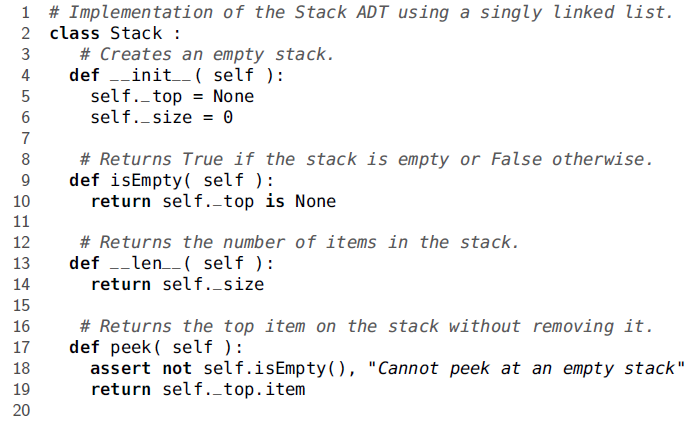 1 # Implementation of the Stack ADT using a singly linked list.
2 class Stack :
3 # Creates an empty stack.
4 def __init__( self ):
5 self._top = None
6 self._size = 0
7
8 # Returns True if the stack is empty or False otherwise.
9 def isEmpty( self ):
10 return self._top is None
11
12 # Returns the number of items in the stack.
13 def __len__( self ):
14 return self._size
15
16 # Returns the top item on the stack without removing it.
17 def peek( self ):
18 assert not self.isEmpty(), "Cannot peek at an empty stack"
19 return self._top.item
20